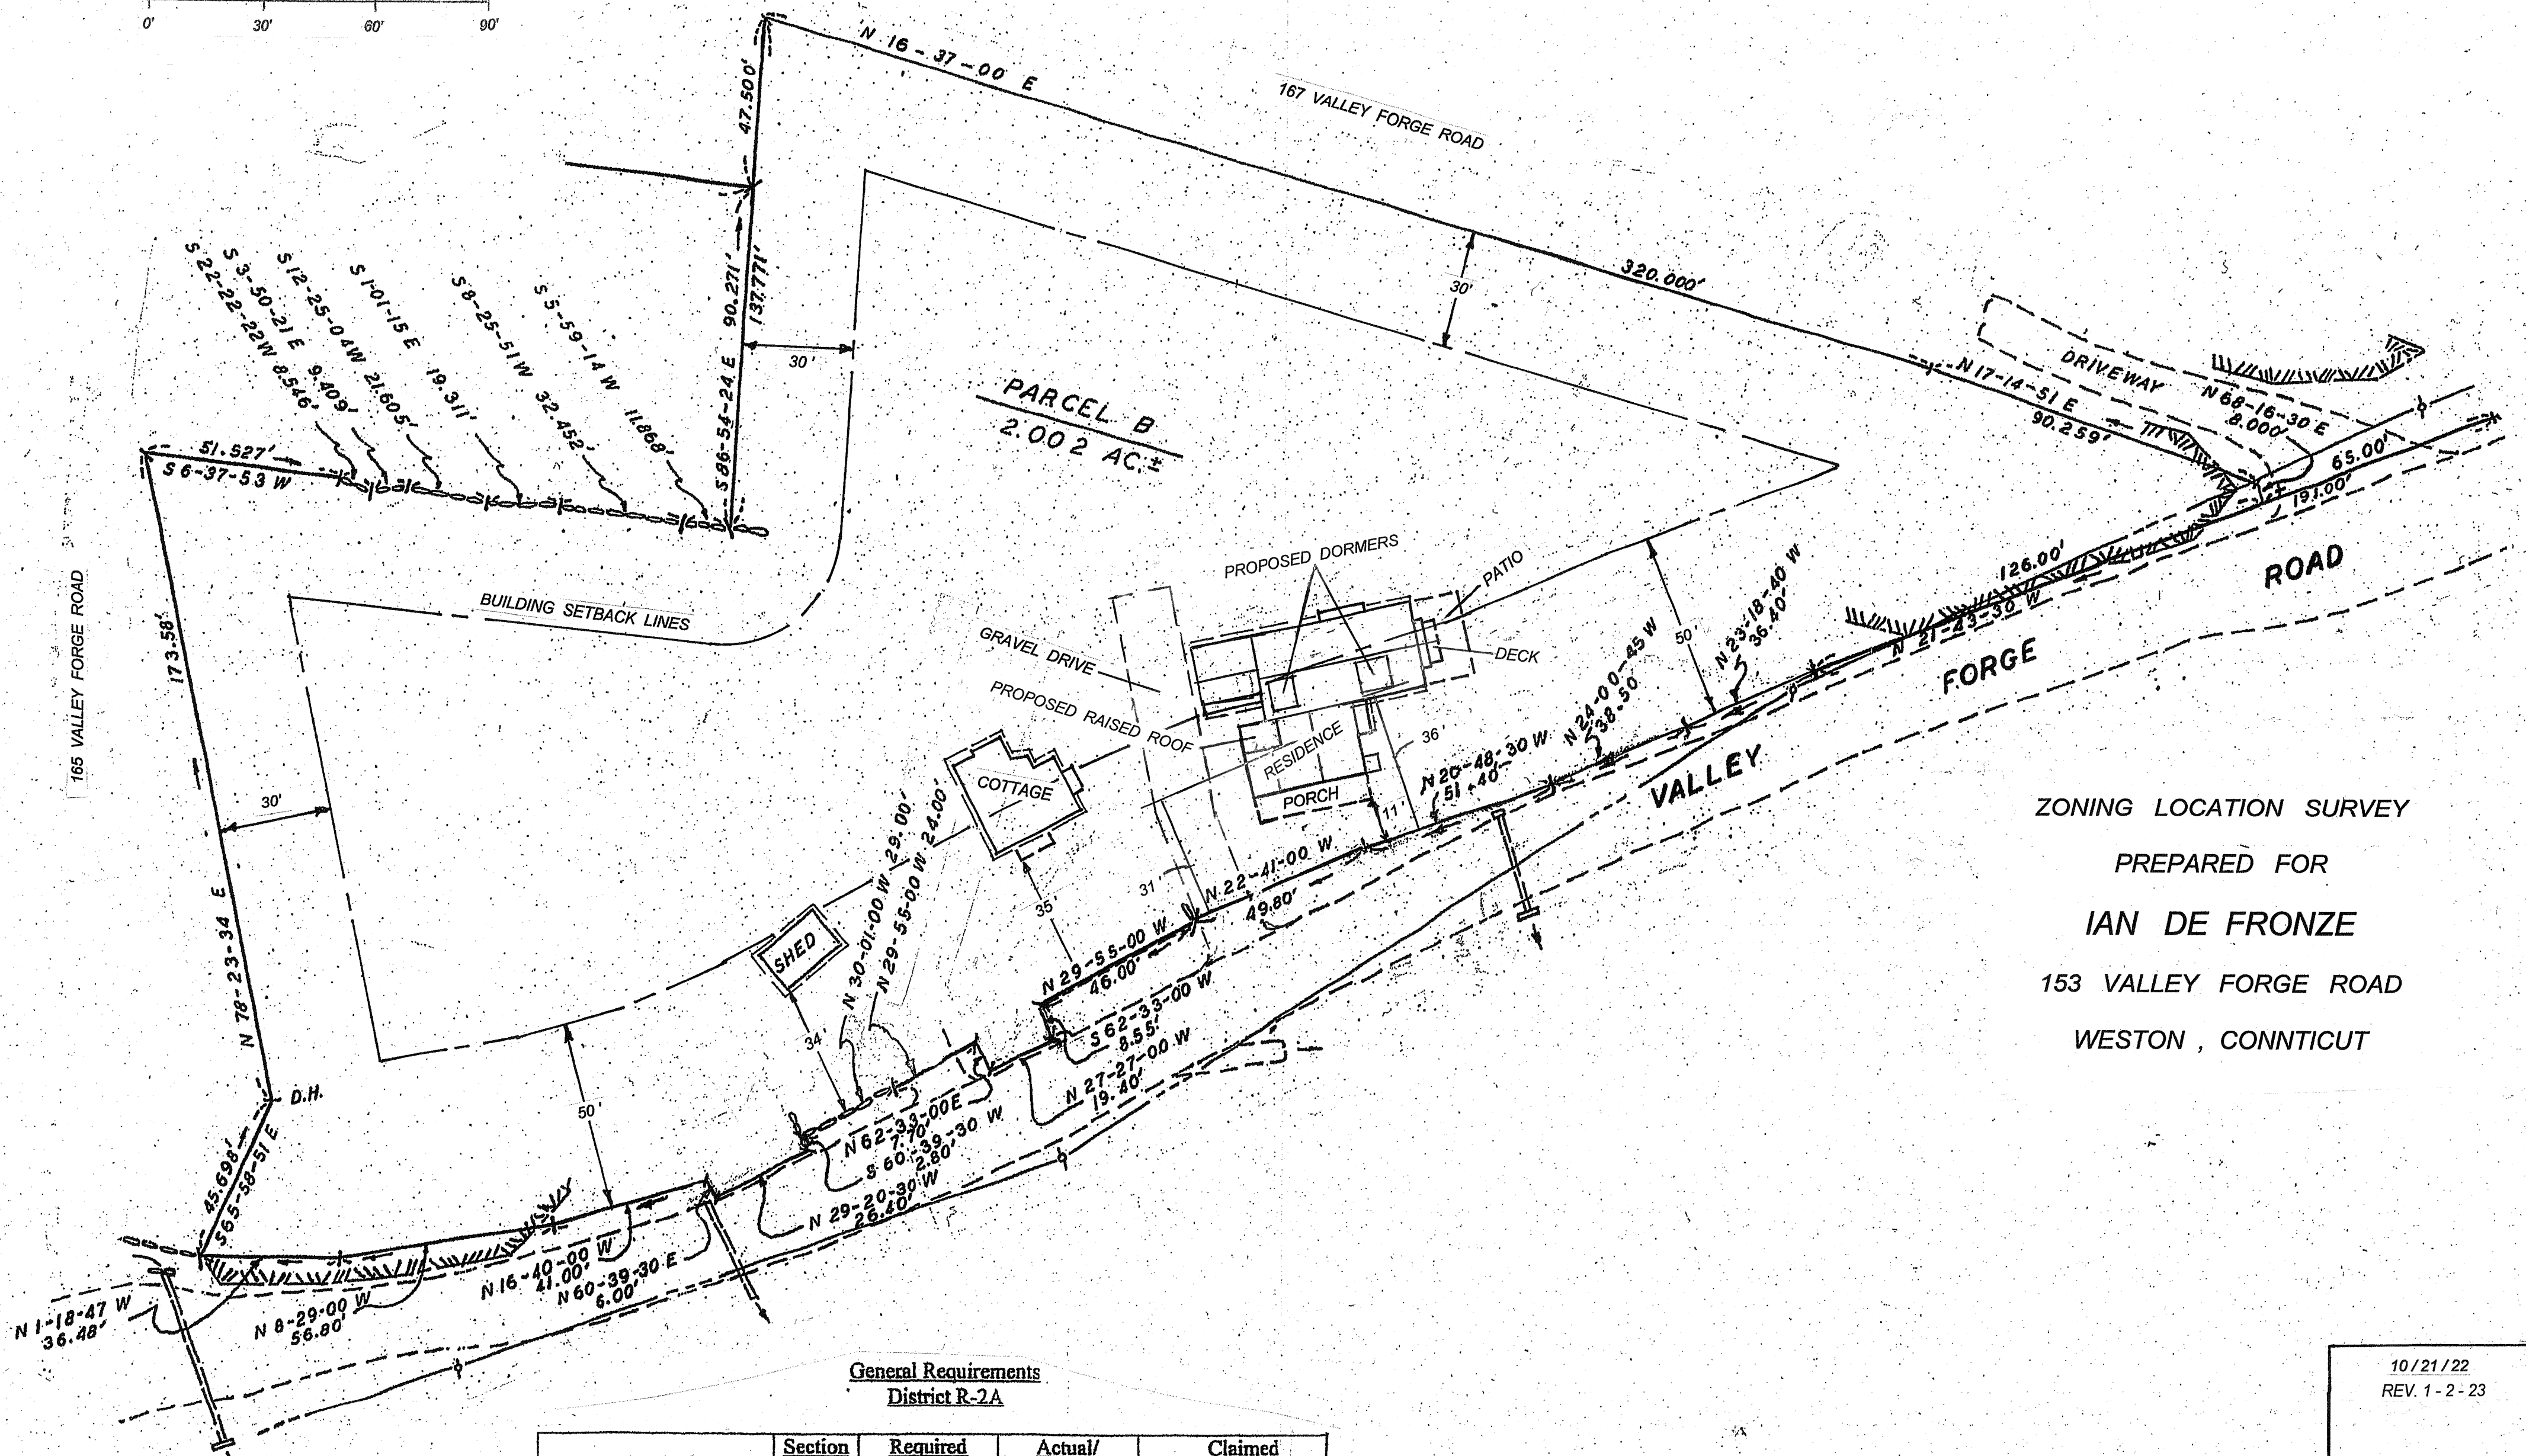 0' 30' 60' 90'
N 16-37-00 E
320.000'
167 VALLEY FORGE ROAD
47.500'
S 86-54-24 E 90.271'
137.771'
30'
30'
S 22-22-22W 8.546'
S 3-50-21 E 9.409'
S 12-25-04W 21.605'
S 1-01-15 E 19.311'
S 8-25-51W 32.452'
S 5-59-14 W 11.868'
51.527'
S 6-37-53 W
PARCEL B
2.002 AC.±
DRIVEWAY
N 68-16-30 E
8.000'
N 17-14-51 E
90.259'
65.00'
191.00'
126.00'
N 21-43-30 W
VALLEY FORGE ROAD
165 VALLEY FORGE ROAD
173.58'
N 78-23-34 E
30'
BUILDING SETBACK LINES
PROPOSED DORMERS
PATIO
DECK
GRAVEL DRIVE
PROPOSED RAISED ROOF
RESIDENCE
PORCH
COTTAGE
SHED
50'
36'
11'
31'
35'
34'
50'
N 23-18-40 W
36.40'
N 24-00-45 W
38.50'
N 20-48-30 W
51.40'
N 22-41-00 W
49.80'
N 29-55-00 W
46.00'
S 62-33-00 W
8.55'
N 27-27-00 W
19.40'
N 30-01-00 W 29.00'
N 29-55-00 W 24.00'
N 62-33-00E
7.70'
S 60-39-30 W
2.80'
N 29-20-30 W
26.40'
N 60-39-30 E
6.00'
N 16-40-00 W
41.00'
N 8-29-00 W
56.80'
N 1-18-47 W
36.48'
45.698'
S 65-58-51 E
D.H.
ZONING LOCATION SURVEY
PREPARED FOR
IAN DE FRONZE
153 VALLEY FORGE ROAD
WESTON , CONNTICUT
10/21/22
REV. 1-2-23
General Requirements
District R-2A
Section Required Actual/ Claimed